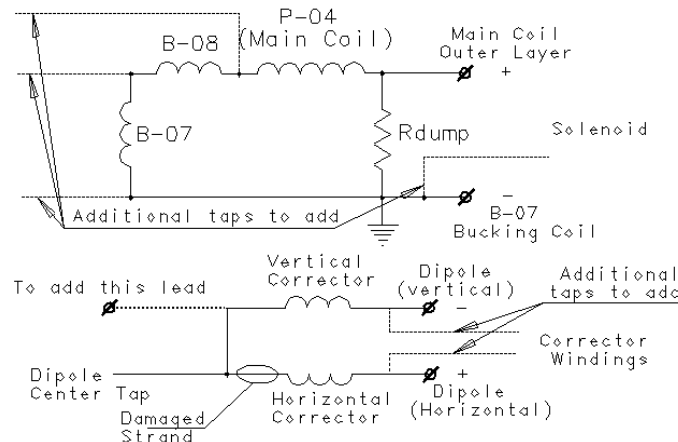 P-04
(Main Coil)
B-08
Main Coil
Outer Layer
+
B-07
Rdump
Solenoid
Additional taps to add
-
B-07
Bucking Coil
To add this lead
Vertical
Corrector
Dipole
(vertical)
-
Additional
taps to add
Corrector
Windings
Dipole
Center Tap
+
Damaged
Strand
Horizontal
Corrector
Dipole
(Horizontal)